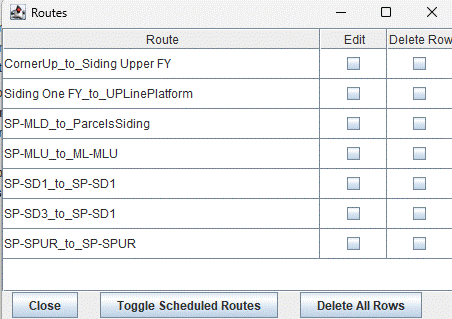 Routes
Route Edit Delete Row
CornerUp_to_Siding Upper FY
Siding One FY_to_UPLinePlatform
SP-MLD_to_ParcelsSiding
SP-MLU_to_ML-MLU
SP-SD1_to_SP-SD1
SP-SD3_to_SP-SD1
SP-SPUR_to_SP-SPUR
Close Toggle Scheduled Routes Delete All Rows